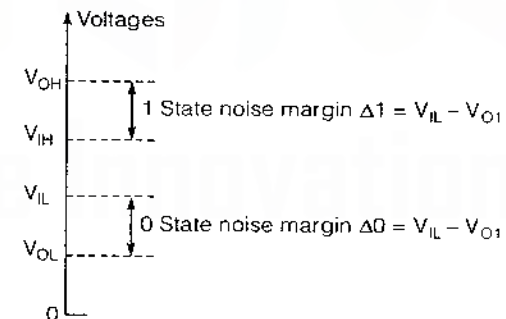 Voltages
V_OH
1 State noise margin Δ1 = V_IL – V_O1
V_IH
V_IL
0 State noise margin Δ0 = V_IL – V_O1
V_OL
0